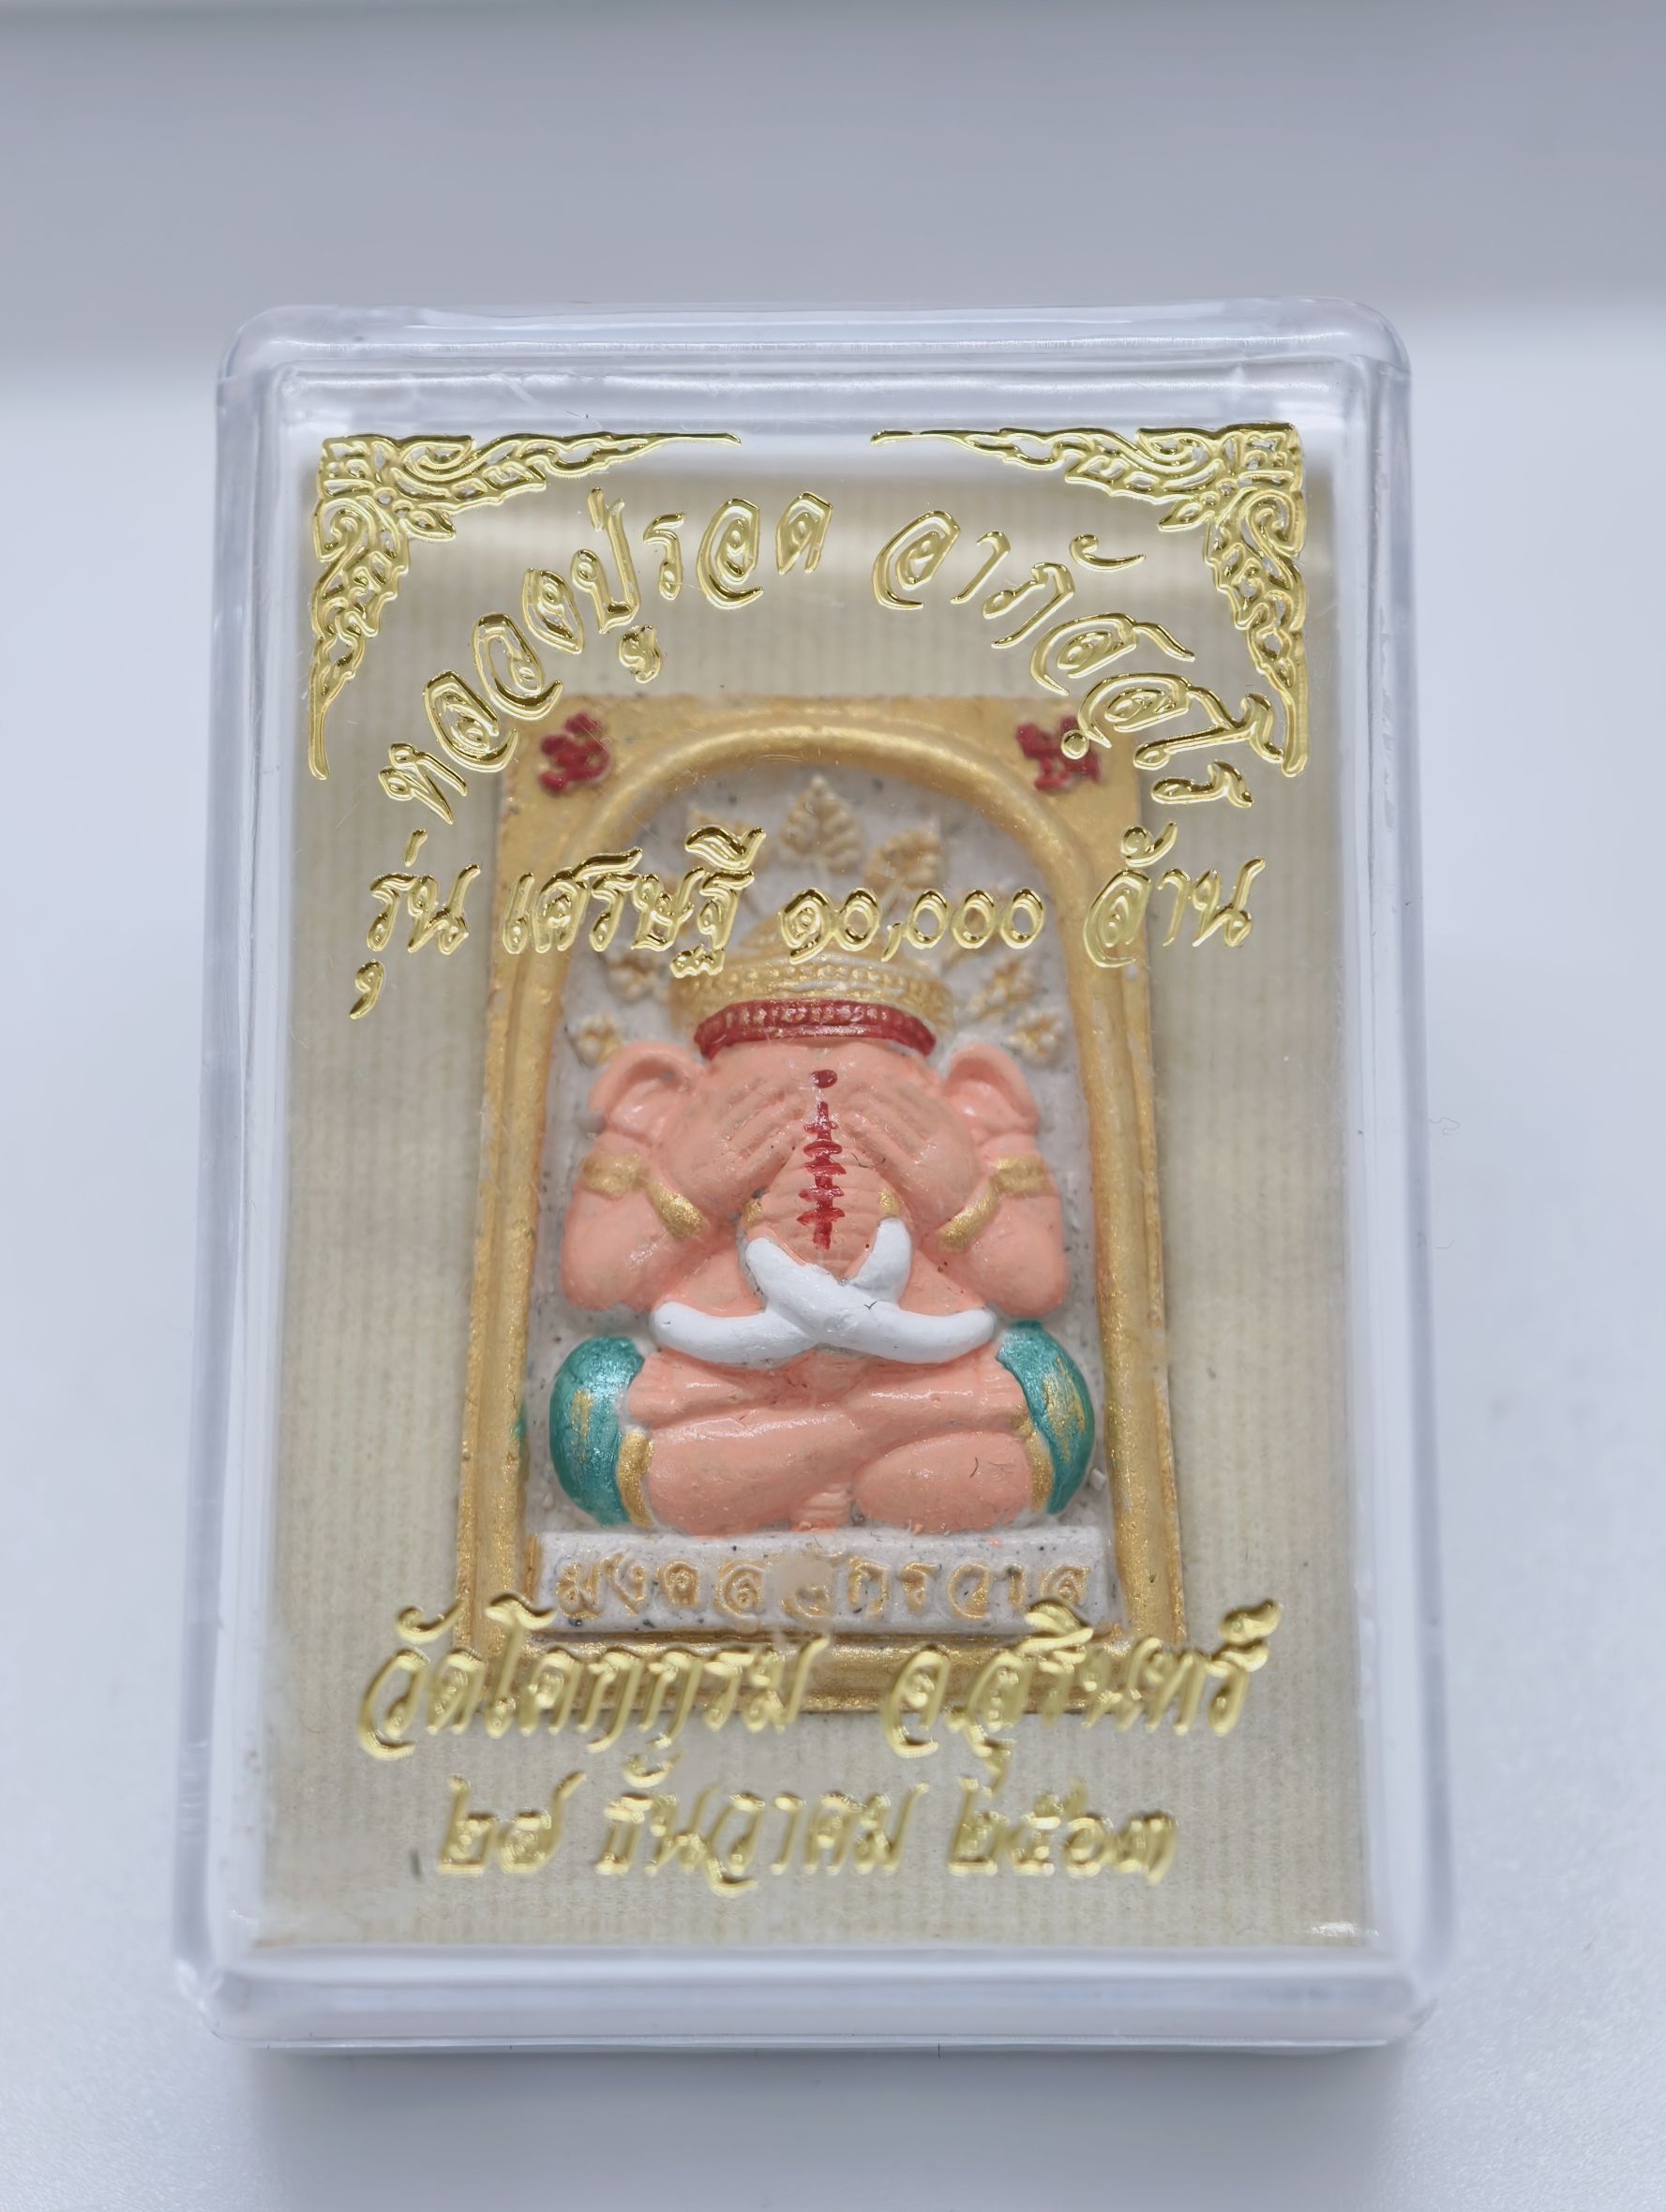 หลวงปู่รอด อาภัสสโร
รุ่น เศรษฐี ๑๐,๐๐๐ ล้าน
มงคลจักรวาล
วัดโคกกรม จ.สุรินทร์
๒๗ ธันวาคม ๒๕๖๓